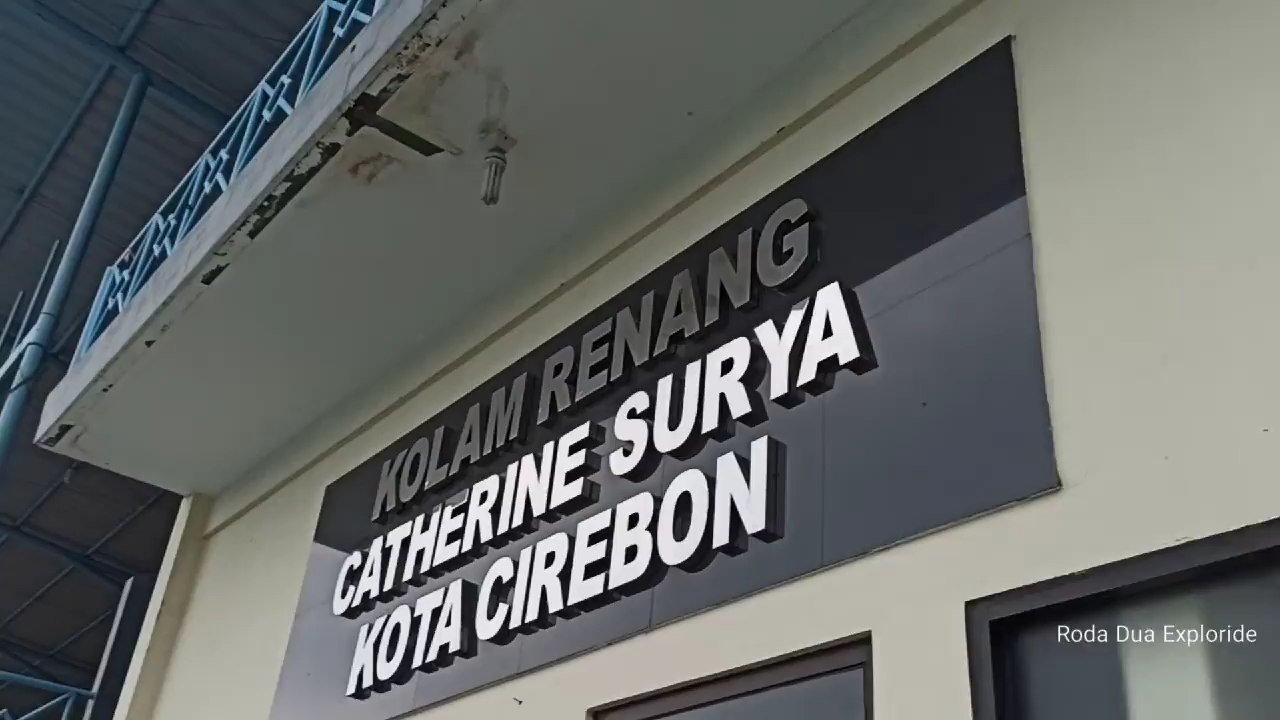 KOLAM RENANG
CATHERINE SURYA
KOTA CIREBON
Roda Dua Exploride